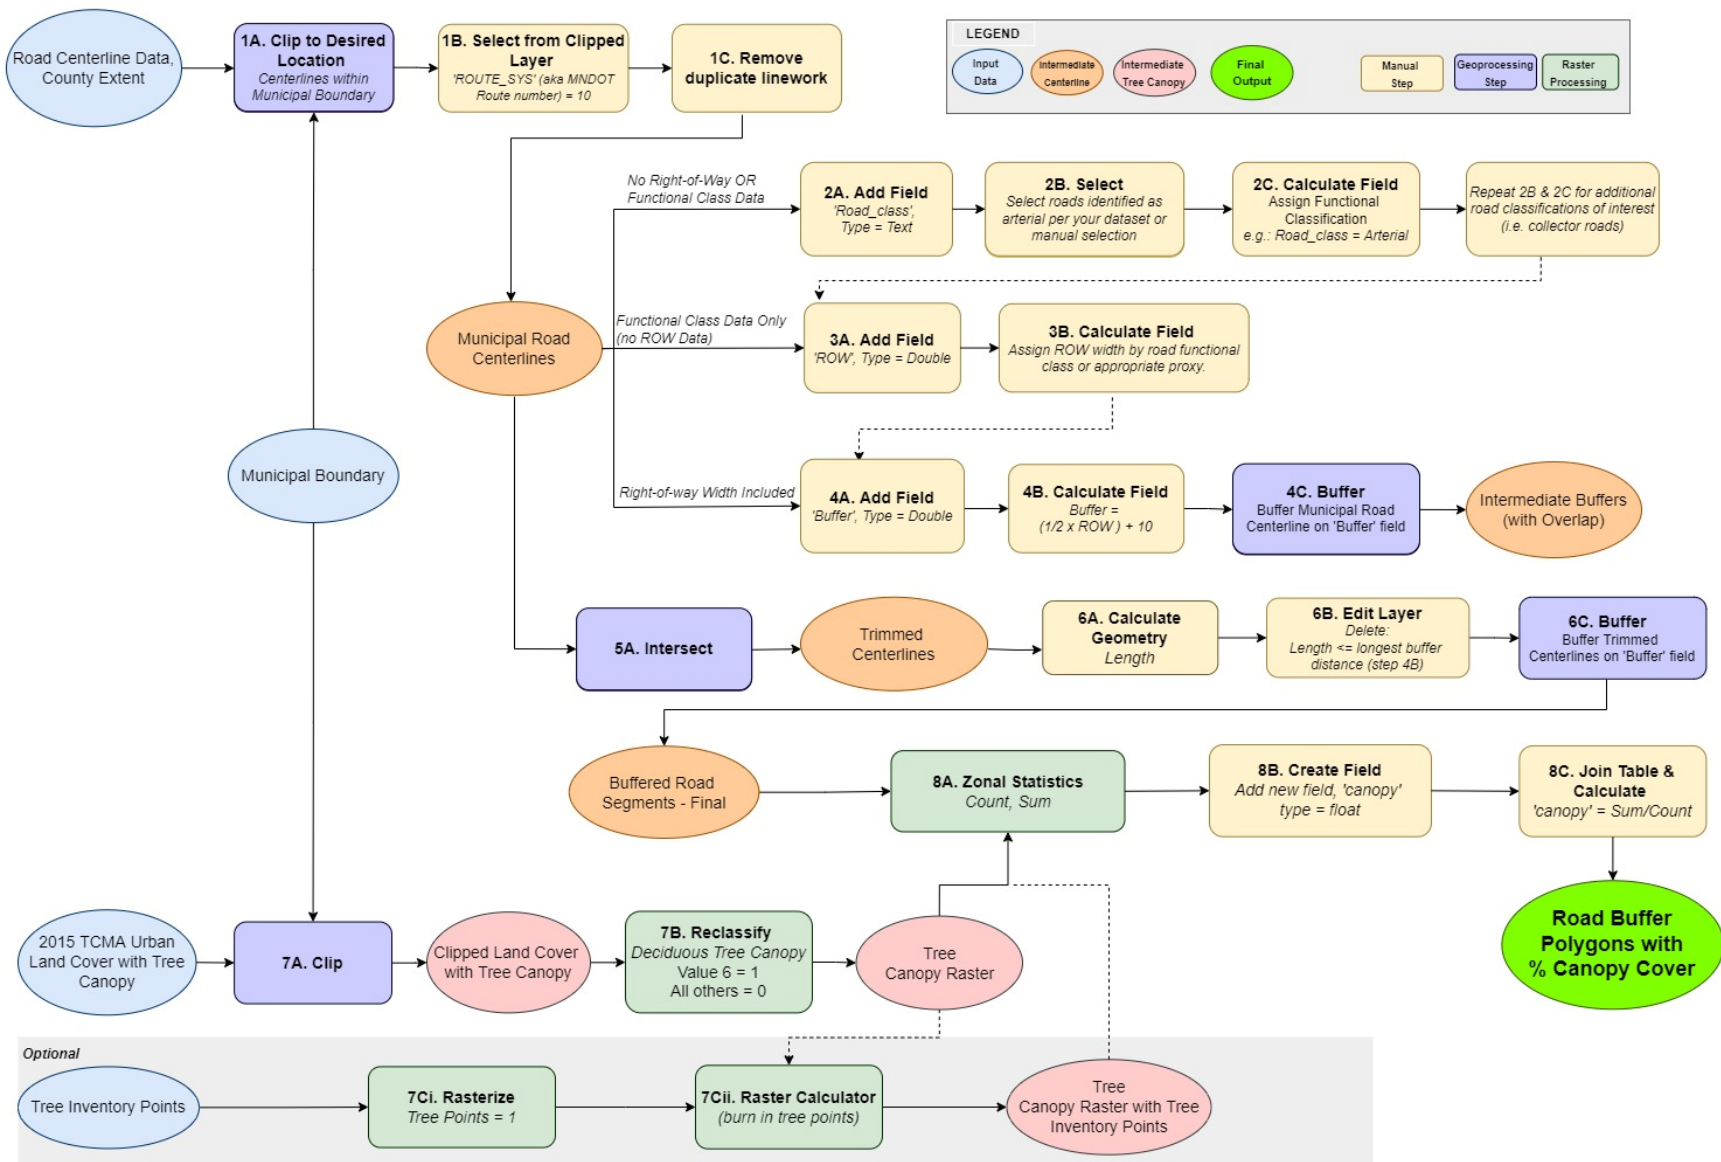 Road Centerline Data,
County Extent
1A. Clip to Desired
Location
Centerlines within
Municipal Boundary
1B. Select from Clipped
Layer
'ROUTE_SYS' (aka MNDOT
Route number) = 10
1C. Remove
duplicate linework
LEGEND
Input
Data
Intermediate
Centerline
Intermediate
Tree Canopy
Final
Output
Manual
Step
Geoprocessing
Step
Raster
Processing
No Right-of-Way OR
Functional Class Data
2A. Add Field
'Road_class',
Type = Text
2B. Select
Select roads identified as
arterial per your dataset or
manual selection
2C. Calculate Field
Assign Functional
Classification
e.g.: Road_class = Arterial
Repeat 2B & 2C for additional
road classifications of interest
(i.e. collector roads)
Municipal Road
Centerlines
Functional Class Data Only
(no ROW Data)
3A. Add Field
'ROW', Type = Double
3B. Calculate Field
Assign ROW width by road functional
class or appropriate proxy.
Municipal Boundary
Right-of-way Width Included
4A. Add Field
'Buffer', Type = Double
4B. Calculate Field
Buffer =
(1/2 x ROW ) + 10
4C. Buffer
Buffer Municipal Road
Centerline on 'Buffer' field
Intermediate Buffers
(with Overlap)
5A. Intersect
Trimmed
Centerlines
6A. Calculate
Geometry
Length
6B. Edit Layer
Delete:
Length <= longest buffer
distance (step 4B)
6C. Buffer
Buffer Trimmed
Centerlines on 'Buffer' field
Buffered Road
Segments - Final
8A. Zonal Statistics
Count, Sum
8B. Create Field
Add new field, 'canopy'
type = float
8C. Join Table &
Calculate
'canopy' = Sum/Count
2015 TCMA Urban
Land Cover with Tree
Canopy
7A. Clip
Clipped Land Cover
with Tree Canopy
7B. Reclassify
Deciduous Tree Canopy
Value 6 = 1
All others = 0
Tree
Canopy Raster
Road Buffer
Polygons with
% Canopy Cover
Optional
Tree Inventory Points
7Ci. Rasterize
Tree Points = 1
7Cii. Raster Calculator
(burn in tree points)
Tree
Canopy Raster with Tree
Inventory Points